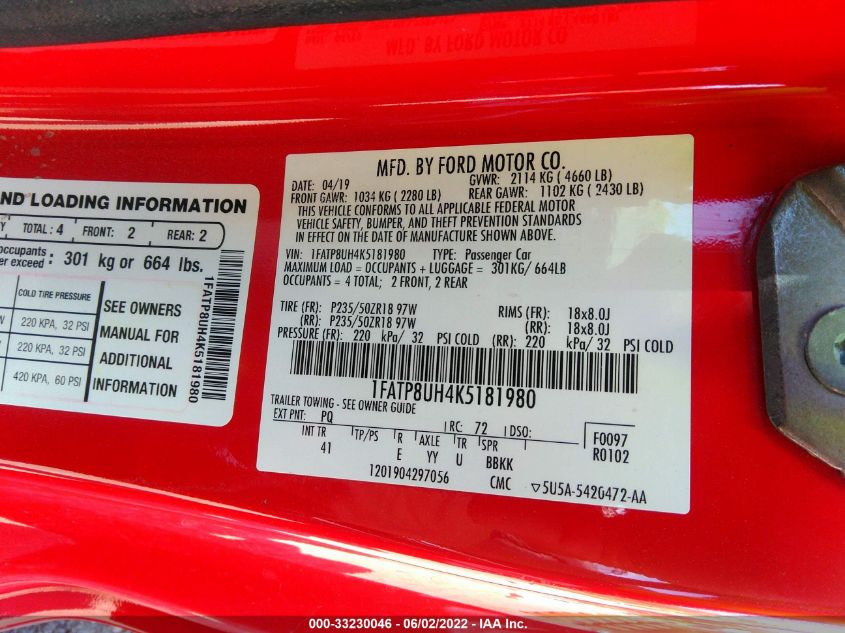 MFD. BY FORD MOTOR CO.
DATE: 04/19 GVWR: 2114 KG ( 4660 LB)
FRONT GAWR: 1034 KG ( 2280 LB) REAR GAWR: 1102 KG ( 2430 LB)
THIS VEHICLE CONFORMS TO ALL APPLICABLE FEDERAL MOTOR
VEHICLE SAFETY, BUMPER, AND THEFT PREVENTION STANDARDS
IN EFFECT ON THE DATE OF MANUFACTURE SHOWN ABOVE.
VIN: 1FATP8UH4K5181980 TYPE: Passenger Car
MAXIMUM LOAD = OCCUPANTS + LUGGAGE = 301KG/ 664LB
OCCUPANTS = 4 TOTAL; 2 FRONT, 2 REAR
TIRE (FR): P235/50ZR18 97W RIMS (FR): 18x8.0J
(RR): P235/50ZR18 97W (RR): 18x8.0J
PRESSURE (FR): 220 kPa/ 32 PSI COLD (RR): 220 kPa/ 32 PSI COLD
1FATP8UH4K5181980
TRAILER TOWING - SEE OWNER GUIDE
EXT PNT: PQ RC: 72 DSO:
INT TR TP/PS R AXLE TR SPR
41 E YY U BBKK
F0097
R0102
1201904297056 CMC ▽5U5A-5420472-AA
ND LOADING INFORMATION
Y TOTAL: 4 FRONT: 2 REAR: 2
occupants:
er exceed : 301 kg or 664 lbs.
COLD TIRE PRESSURE
W 220 KPA, 32 PSI
220 KPA, 32 PSI
420 KPA, 60 PSI
SEE OWNERS
MANUAL FOR
ADDITIONAL
INFORMATION
1FATP8UH4K5181980
000-33230046 - 06/02/2022 - IAA Inc.